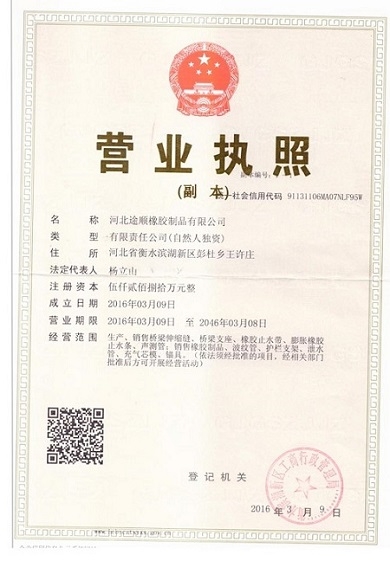 营业执照
(副 本)
副本编号:
统一社会信用代码 91131106MA07NLF95W
名 称 河北途顺橡胶制品有限公司
类 型 有限责任公司(自然人独资)
住 所 河北省衡水滨湖新区彭杜乡王许庄
法定代表人 杨立山
注册资本 伍仟贰佰捌拾万元整
成立日期 2016年03月09日
营业期限 2016年03月09日 至 2046年03月08日
经营范围 生产、销售桥梁伸缩缝、桥梁支座、橡胶止水带、膨胀橡胶
止水条、声测管；销售橡胶制品、波纹管、护栏支架、泄水
管、充气芯模、锚具。（依法须经批准的项目，经相关部门
批准后方可开展经营活动）
登记机关
2016 年 3 月 9 日